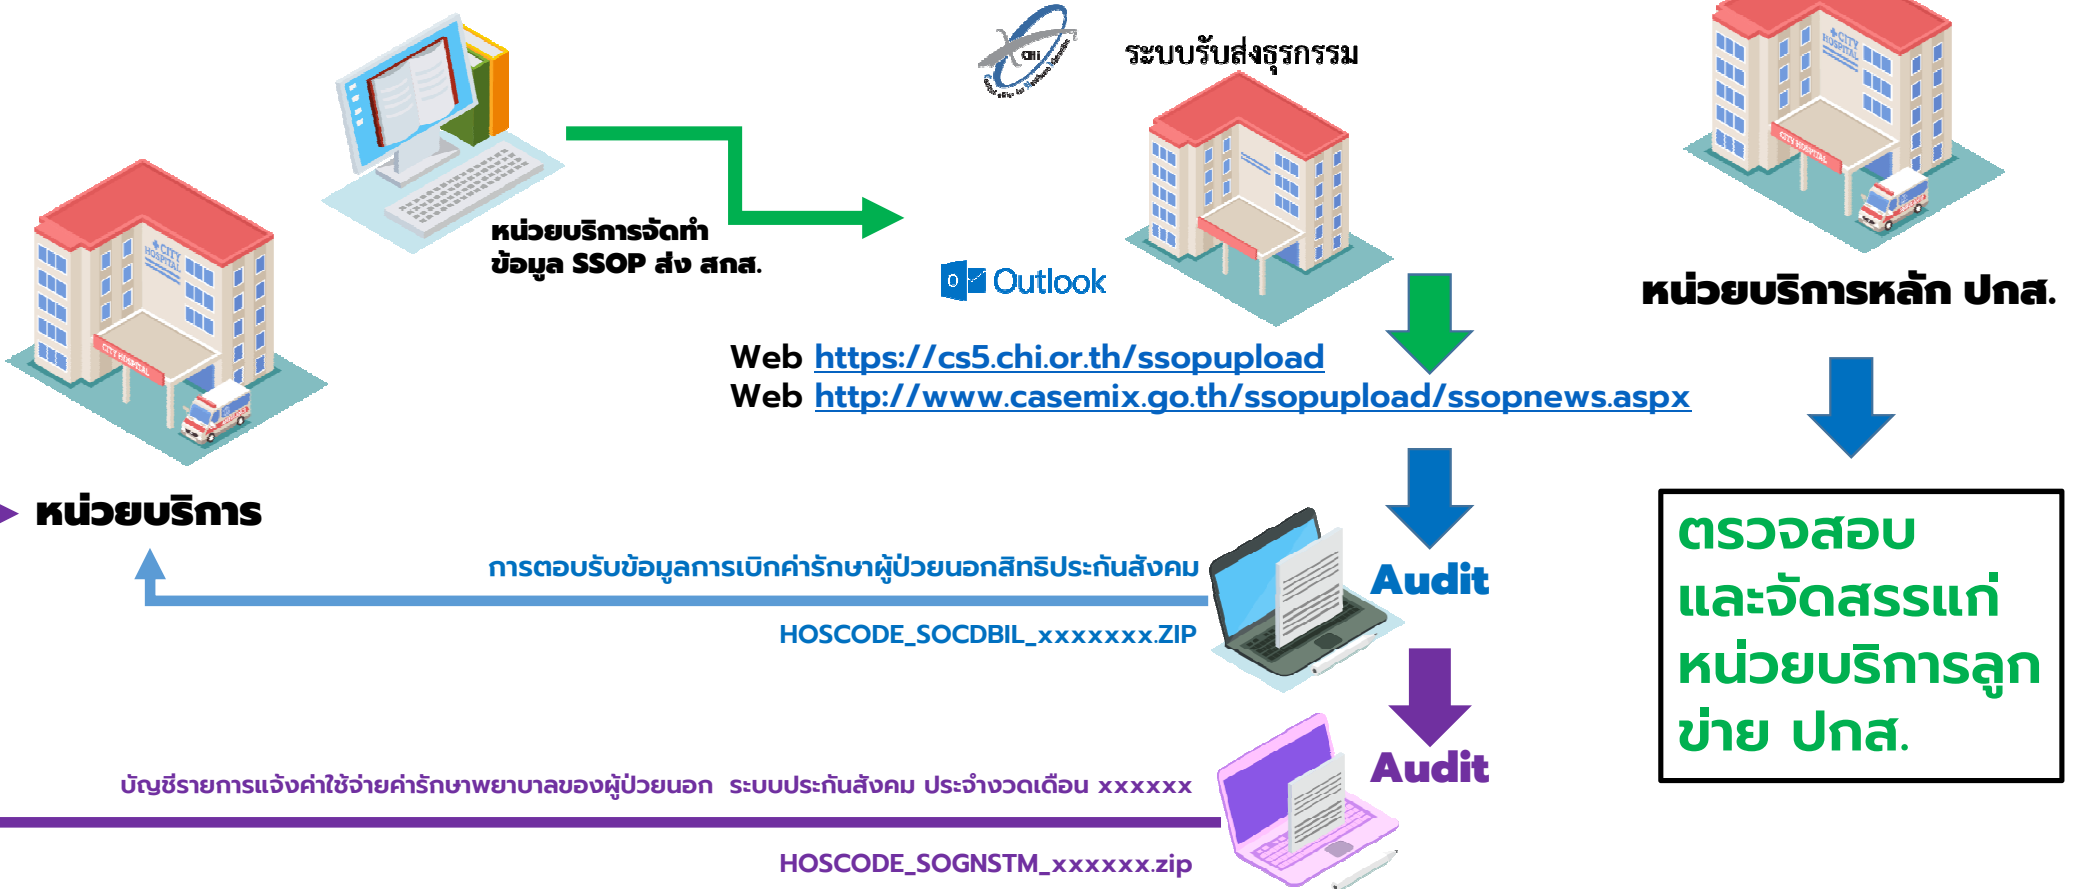 CHI
ระบบรับส่งธุรกรรม
CITY
HOSPITAL
CITY HOSPITAL
หน่วยบริการจัดทำ
ข้อมูล SSOP ส่ง สกส.
Outlook
หน่วยบริการหลัก ปกส.
CITY
HOSPITAL
CITY HOSPITAL
Web https://cs5.chi.or.th/ssopupload
Web http://www.casemix.go.th/ssopupload/ssopnews.aspx
หน่วยบริการ
การตอบรับข้อมูลการเบิกค่ารักษาผู้ป่วยนอกสิทธิประกันสังคม
Audit
HOSCODE_SOCDBIL_xxxxxxx.ZIP
ตรวจสอบ
และจัดสรรแก่
หน่วยบริการลูก
ข่าย ปกส.
บัญชีรายการแจ้งค่าใช้จ่ายค่ารักษาพยาบาลของผู้ป่วยนอก ระบบประกันสังคม ประจำงวดเดือน xxxxxx
Audit
HOSCODE_SOGNSTM_xxxxxx.zip